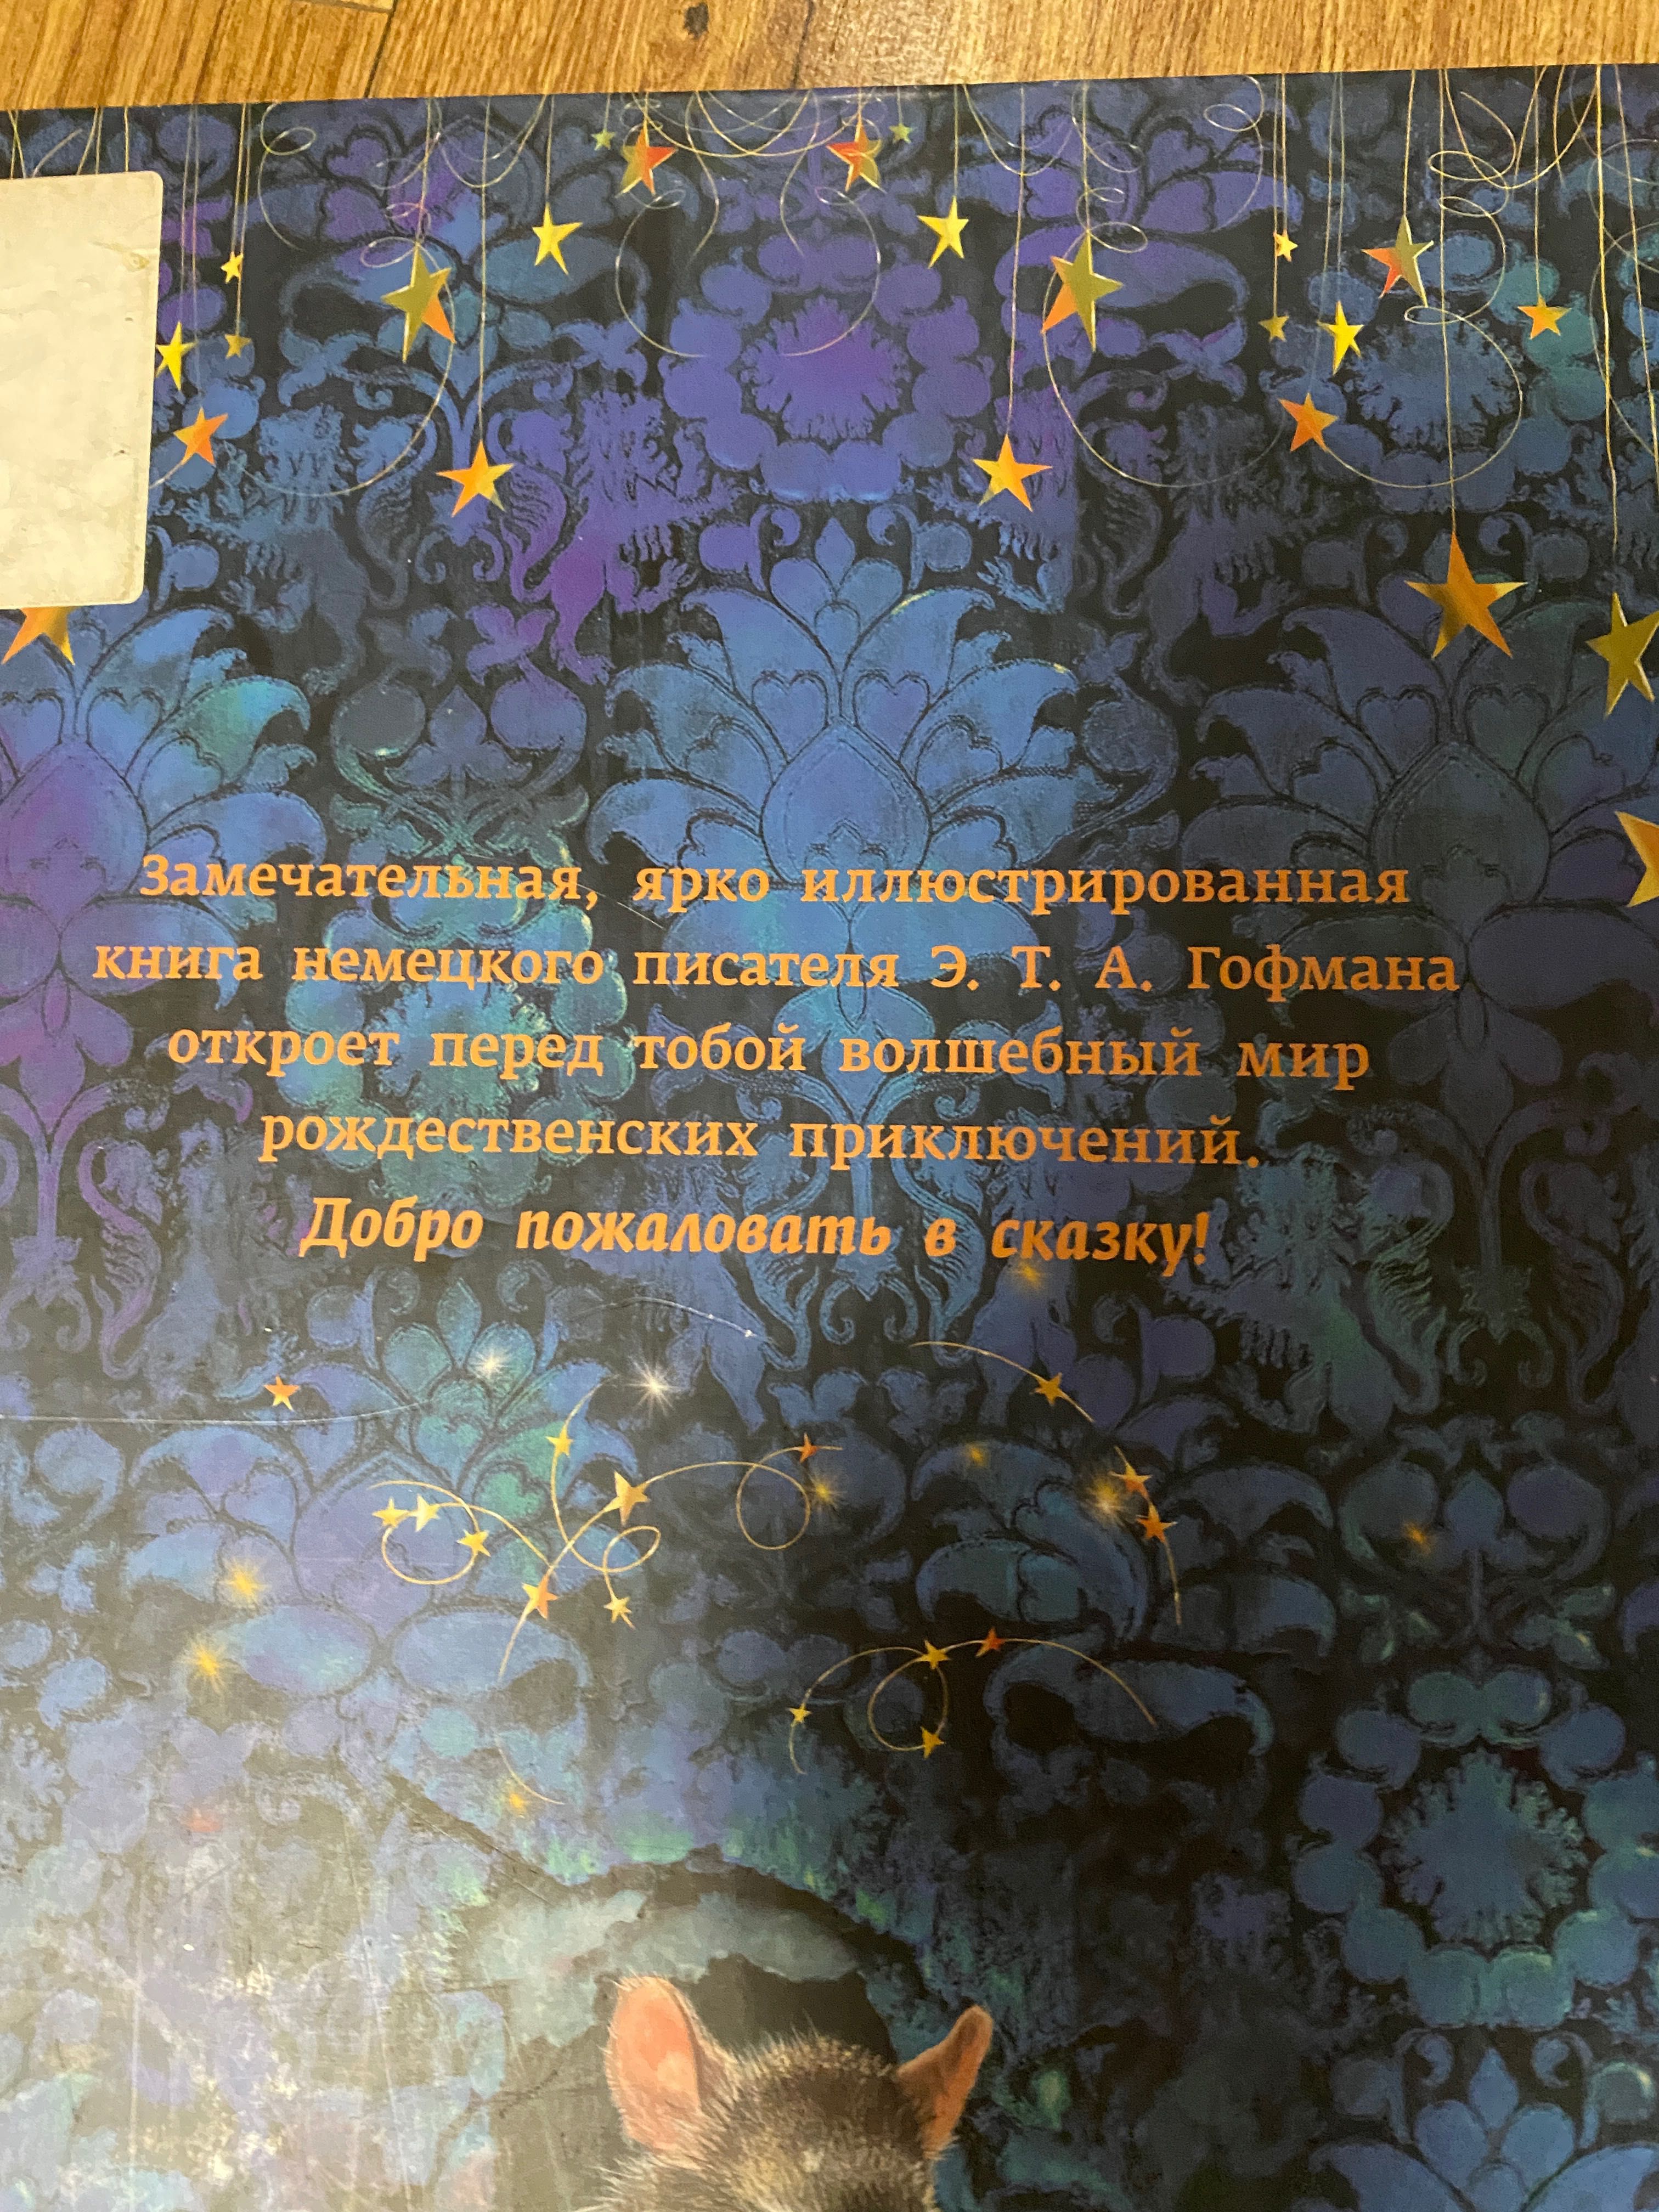 Замечательная, ярко иллюстрированная
книга немецкого писателя Э. Т. А. Гофмана
откроет перед тобой волшебный мир
рождественских приключений.
Добро пожаловать в сказку!